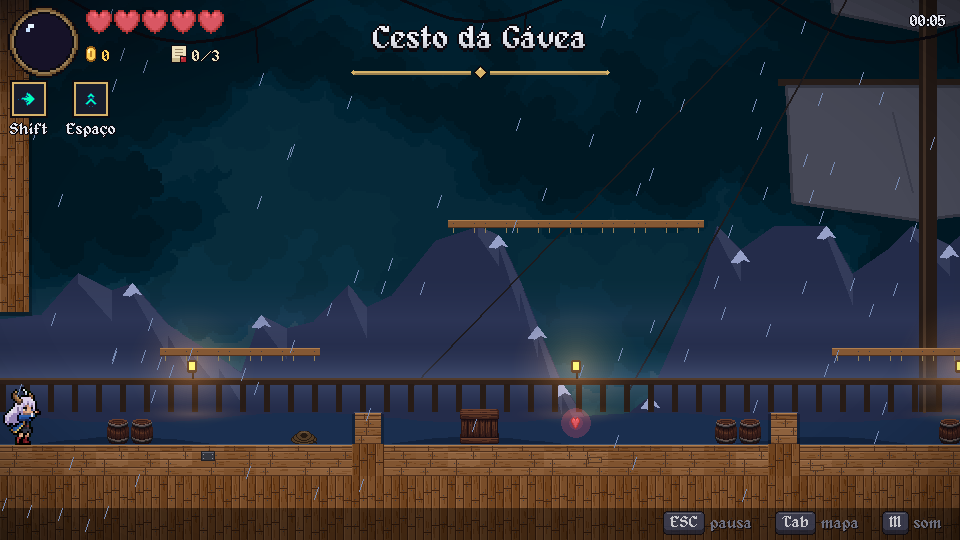 Cesto da Gávea
00:05
0
0/3
Shift
Espaço
ESC pausa
Tab mapa
M som